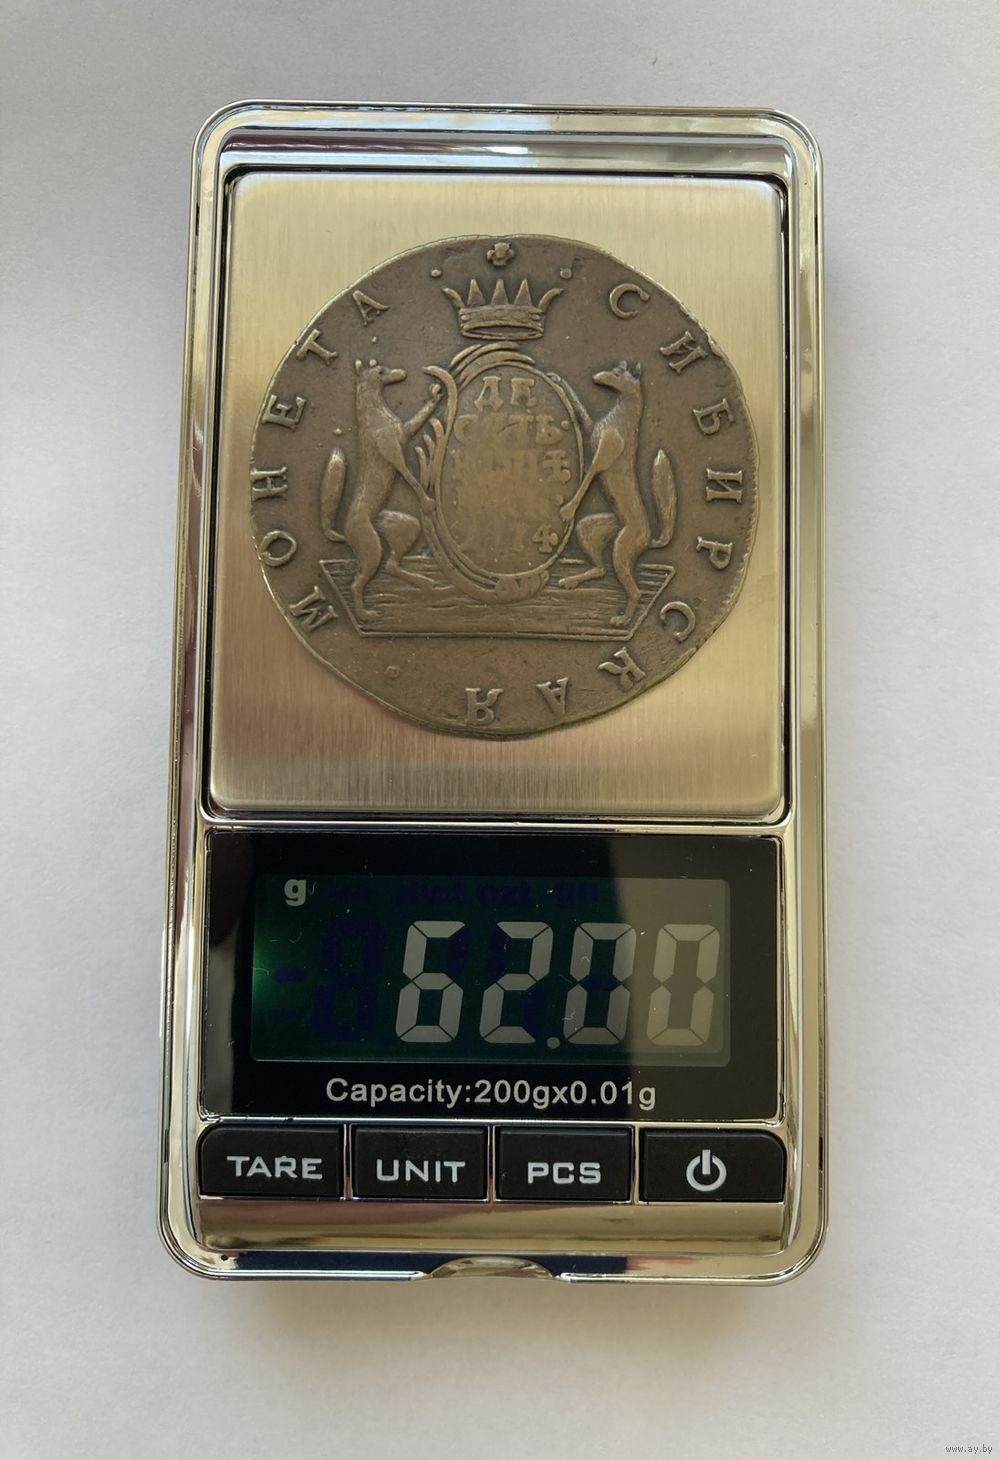 СИБИРСКАЯ МОНЕТА
ДЕ
СЯТЬ
КОПѢ
g
62.00
Capacity:200gx0.01g
TARE UNIT PCS
www.ay.by